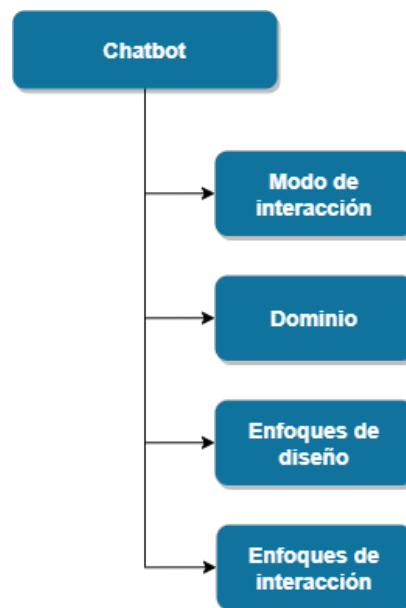 Chatbot
Modo de
interacción
Dominio
Enfoques de
diseño
Enfoques de
interacción